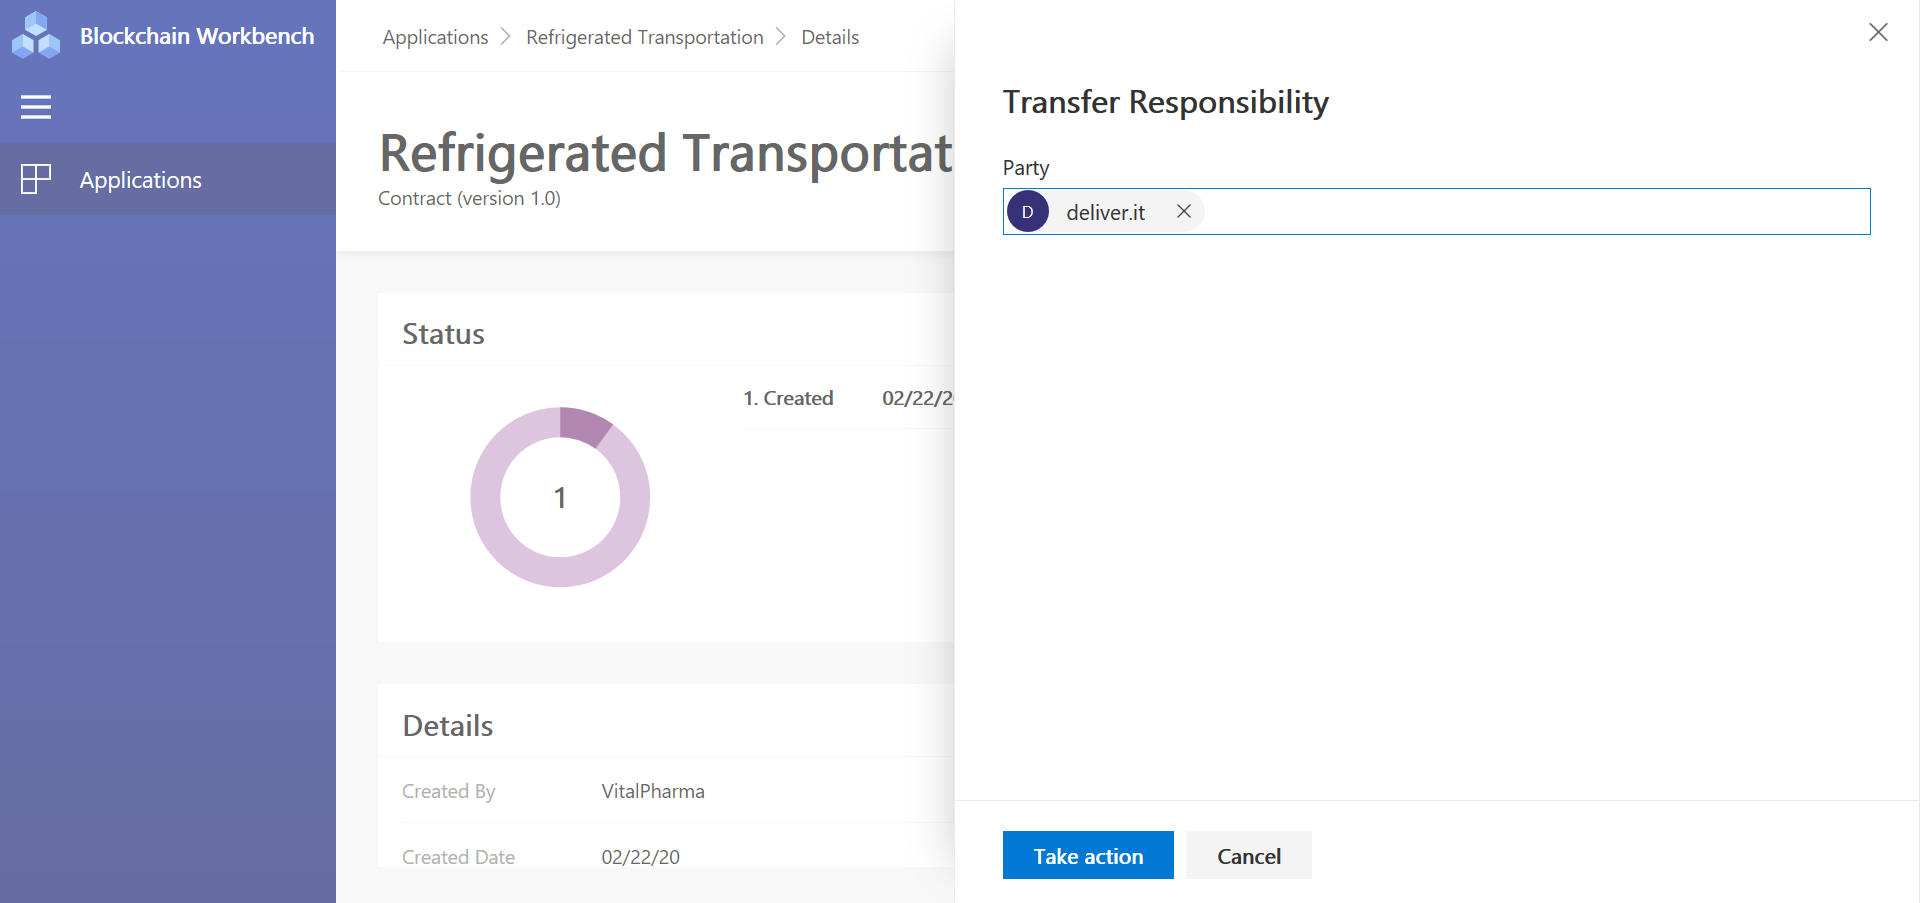 Blockchain Workbench
Applications
Applications > Refrigerated Transportation > Details
Refrigerated Transportat
Contract (version 1.0)
Status
1. Created 02/22/2
1
Details
Created By VitalPharma
Created Date 02/22/20
Transfer Responsibility
Party
D deliver.it
Take action Cancel